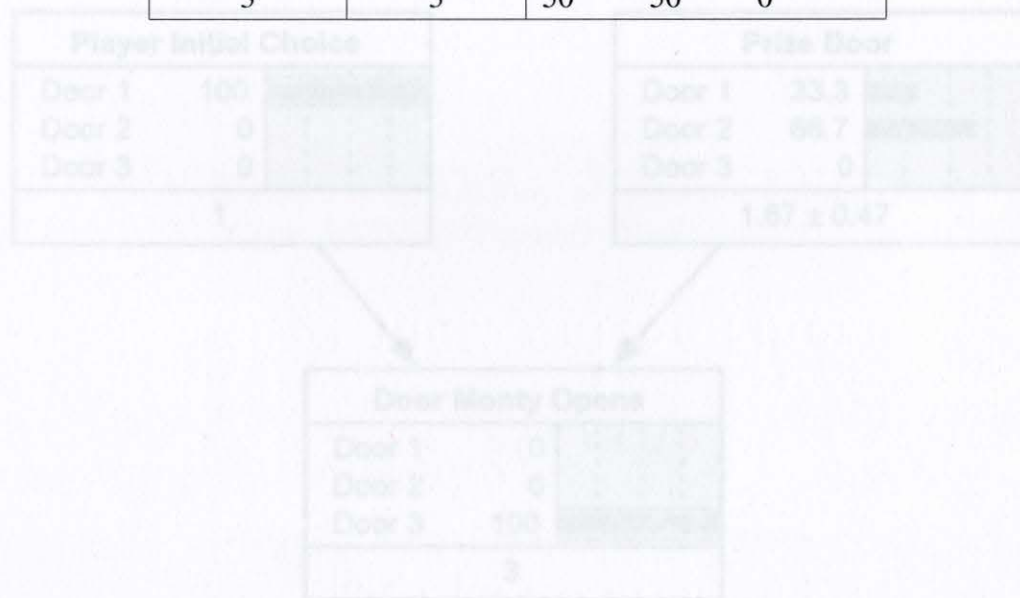 3 3 50 50 0
Player Initial Choice
Door 1 100
Door 2 0
Door 3 0
1
Prize Door
Door 1 33.3
Door 2 66.7
Door 3 0
1.67 ± 0.47
Door Monty Opens
Door 1 0
Door 2 0
Door 3 100
3